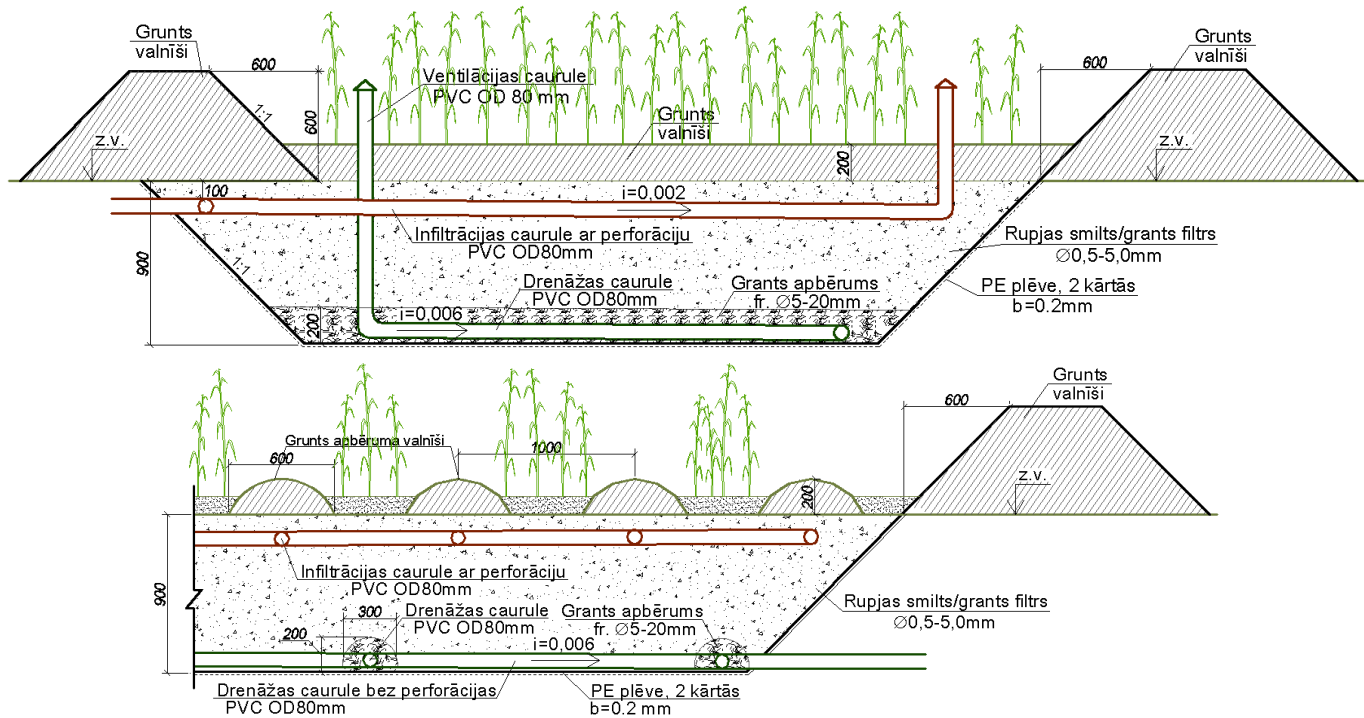 Grunts
valnīši
600
Ventilācijas caurule
PVC OD 80 mm
1:1
600
z.v.
Grunts
valnīši
200
600
Grunts
valnīši
z.v.
100
i=0,002
Infiltrācijas caurule ar perforāciju
PVC OD80mm
900
1:1
Rupjas smilts/grants filtrs
∅0,5-5,0mm
Drenāžas caurule
PVC OD80mm
Grants apbērums
fr. ∅5-20mm
PE plēve, 2 kārtās
b=0.2mm
200
i=0,006
Grunts
valnīši
600
Grunts apbēruma valnīši
600
1000
200
z.v.
900
Infiltrācijas caurule ar perforāciju
PVC OD80mm
300
Drenāžas caurule
PVC OD80mm
Grants apbērums
fr. ∅5-20mm
Rupjas smilts/grants filtrs
∅0,5-5,0mm
200
i=0,006
Drenāžas caurule bez perforācijas
PVC OD80mm
PE plēve, 2 kārtās
b=0.2 mm